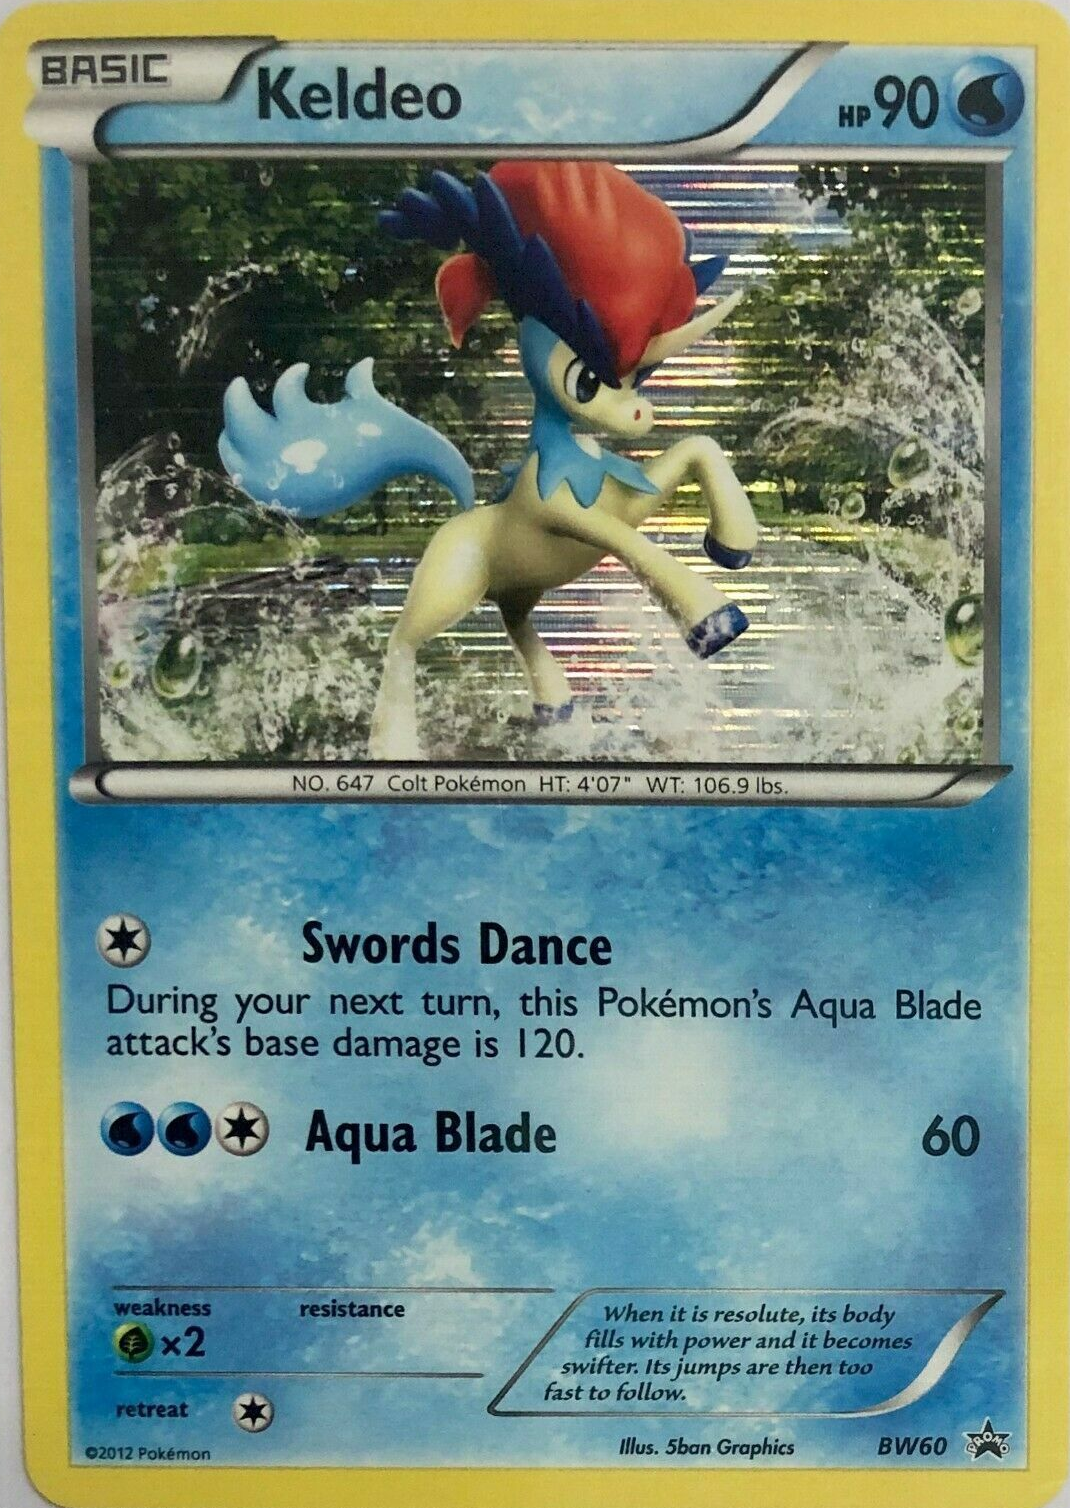 BASIC Keldeo HP 90
NO. 647 Colt Pokémon HT: 4'07" WT: 106.9 lbs.
Swords Dance
During your next turn, this Pokémon's Aqua Blade
attack's base damage is 120.
Aqua Blade 60
weakness resistance
×2
retreat
When it is resolute, its body
fills with power and it becomes
swifter. Its jumps are then too
fast to follow.
©2012 Pokémon Illus. 5ban Graphics BW60 PROMO